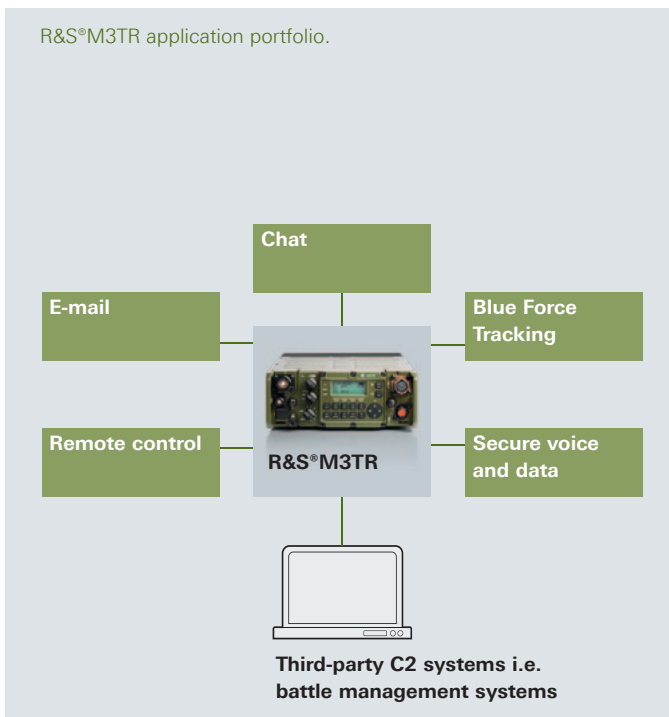 R&S®M3TR application portfolio.
Chat
E-mail
Blue Force
Tracking
Remote control
R&S®M3TR
Secure voice
and data
Third-party C2 systems i.e.
battle management systems